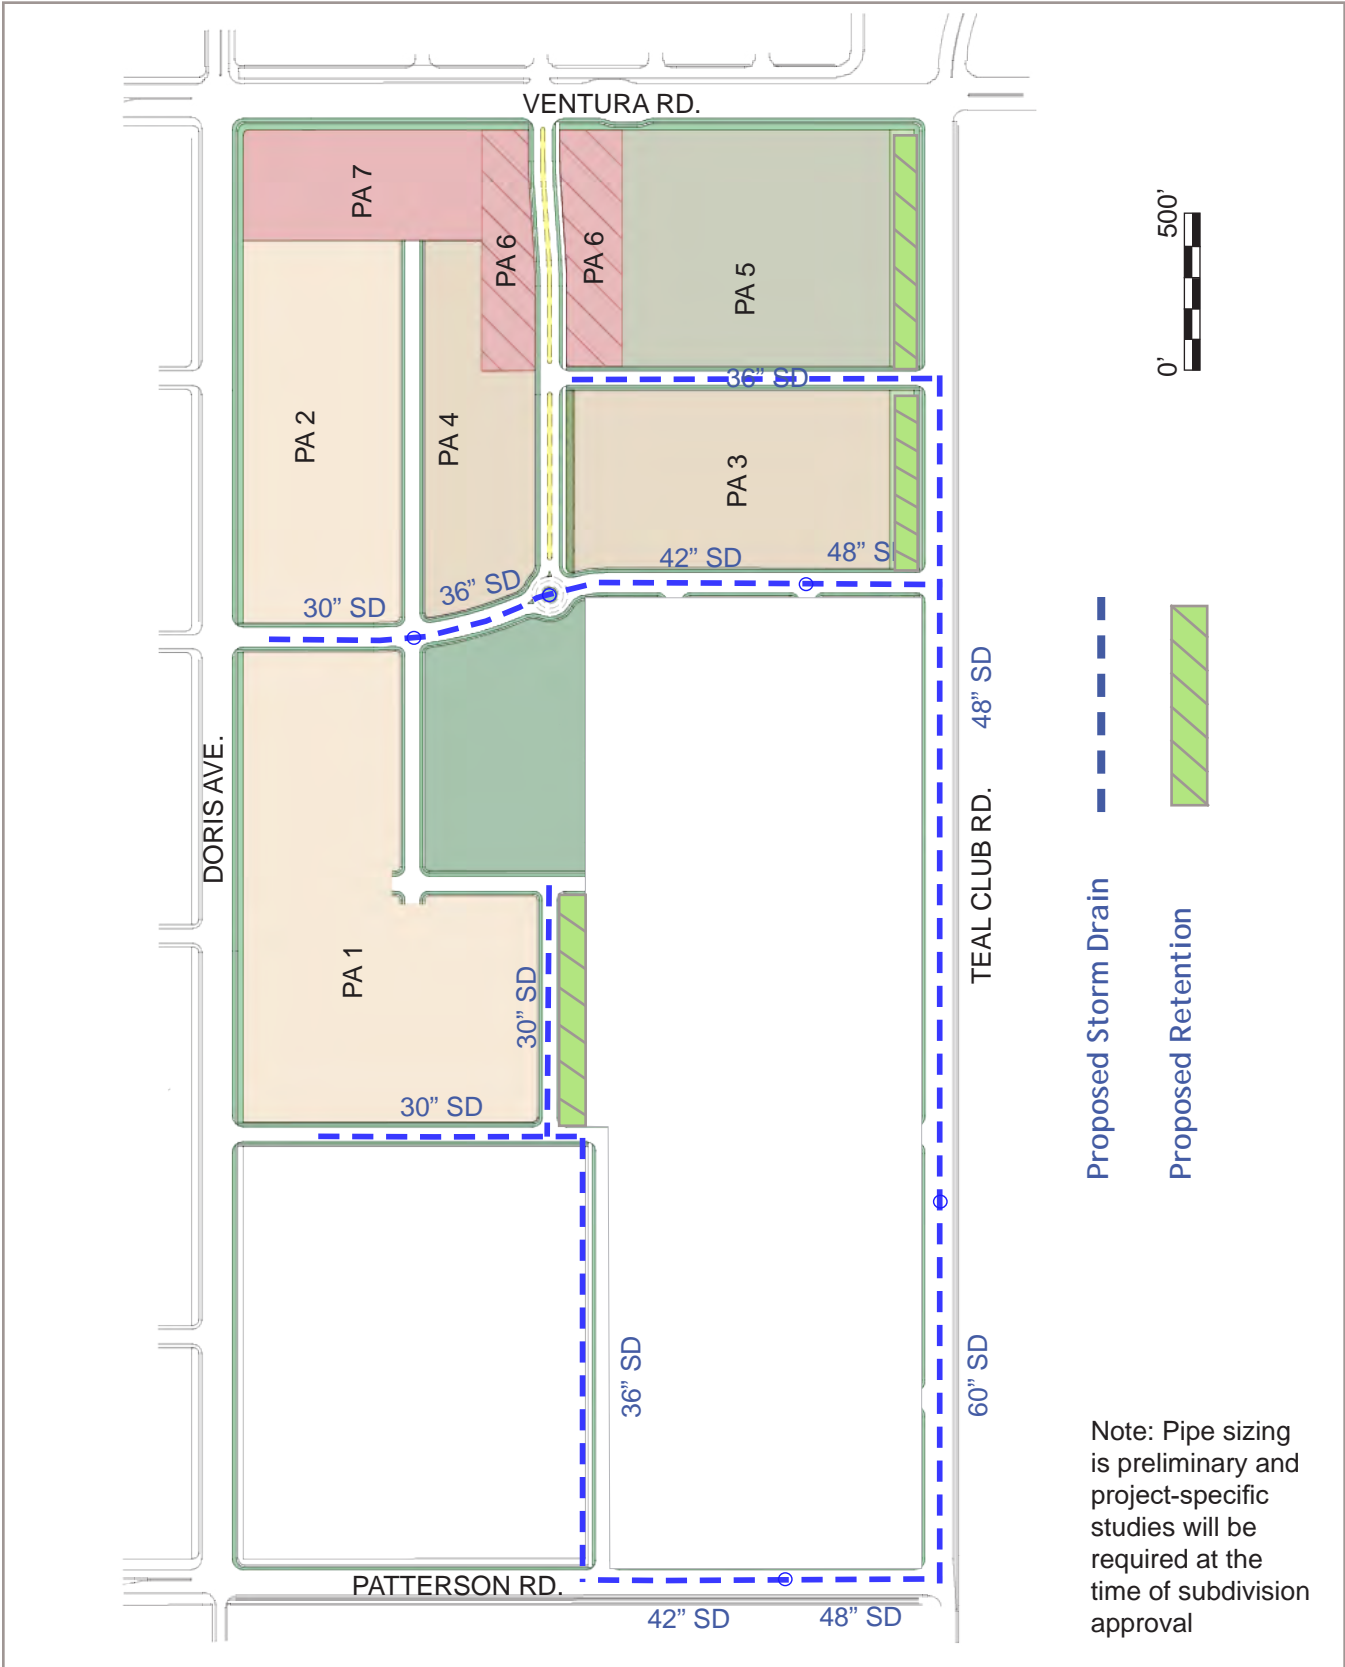 VENTURA RD.
PA 7
PA 6
PA 6
PA 5
500’
0’
36” SD
PA 2
PA 4
PA 3
42” SD
48” S
36” SD
30” SD
48” SD
DORIS AVE.
TEAL CLUB RD.
PA 1
30” SD
30” SD
Proposed Storm Drain
Proposed Retention
36” SD
60” SD
Note: Pipe sizing
is preliminary and
project-specific
studies will be
required at the
time of subdivision
approval
PATTERSON RD.
42” SD
48” SD